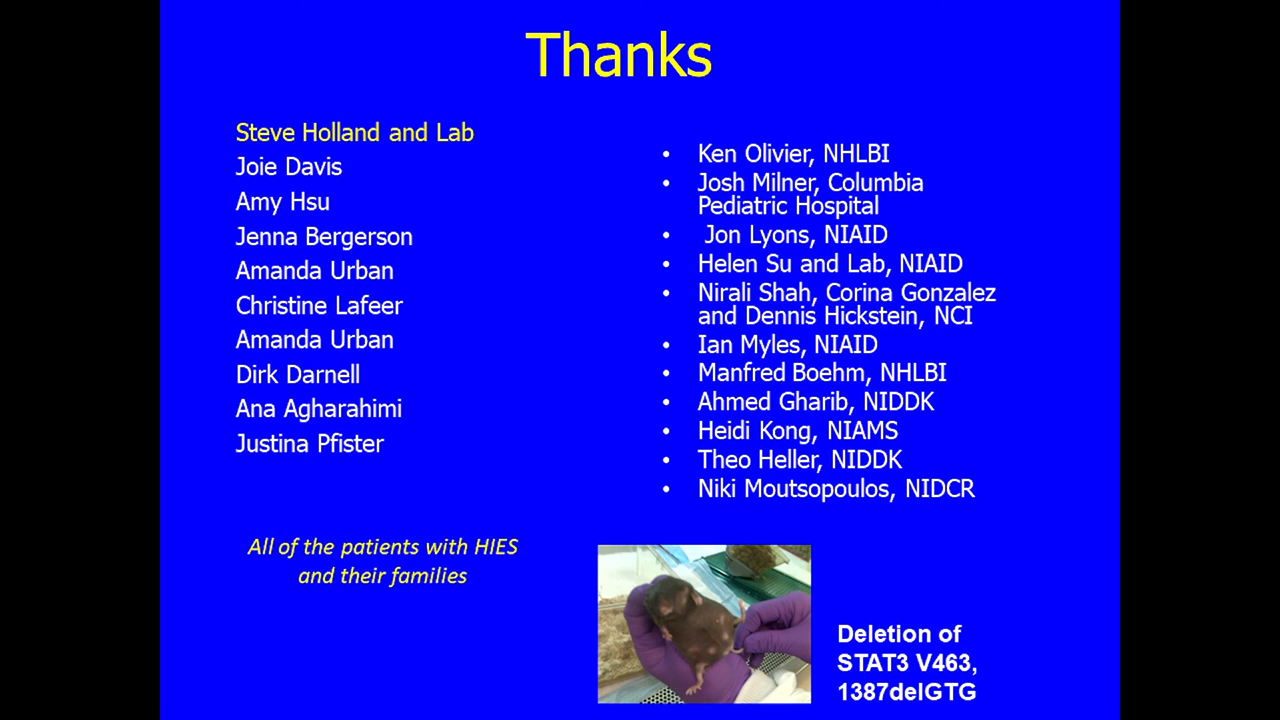 Thanks
Steve Holland and Lab
Joie Davis
Amy Hsu
Jenna Bergerson
Amanda Urban
Christine Lafeer
Amanda Urban
Dirk Darnell
Ana Agharahimi
Justina Pfister
All of the patients with HIES
and their families
• Ken Olivier, NHLBI
• Josh Milner, Columbia
Pediatric Hospital
• Jon Lyons, NIAID
• Helen Su and Lab, NIAID
• Nirali Shah, Corina Gonzalez
and Dennis Hickstein, NCI
• Ian Myles, NIAID
• Manfred Boehm, NHLBI
• Ahmed Gharib, NIDDK
• Heidi Kong, NIAMS
• Theo Heller, NIDDK
• Niki Moutsopoulos, NIDCR
Deletion of
STAT3 V463,
1387delGTG